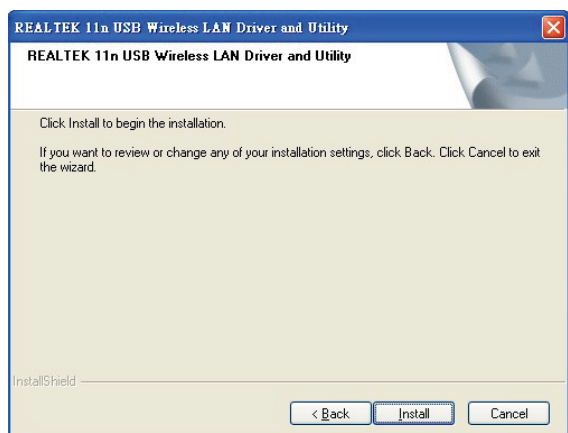 REALTEK 11n USB Wireless LAN Driver and Utility
REALTEK 11n USB Wireless LAN Driver and Utility
Click Install to begin the installation.
If you want to review or change any of your installation settings, click Back. Click Cancel to exit
the wizard.
InstallShield
< Back
Install
Cancel